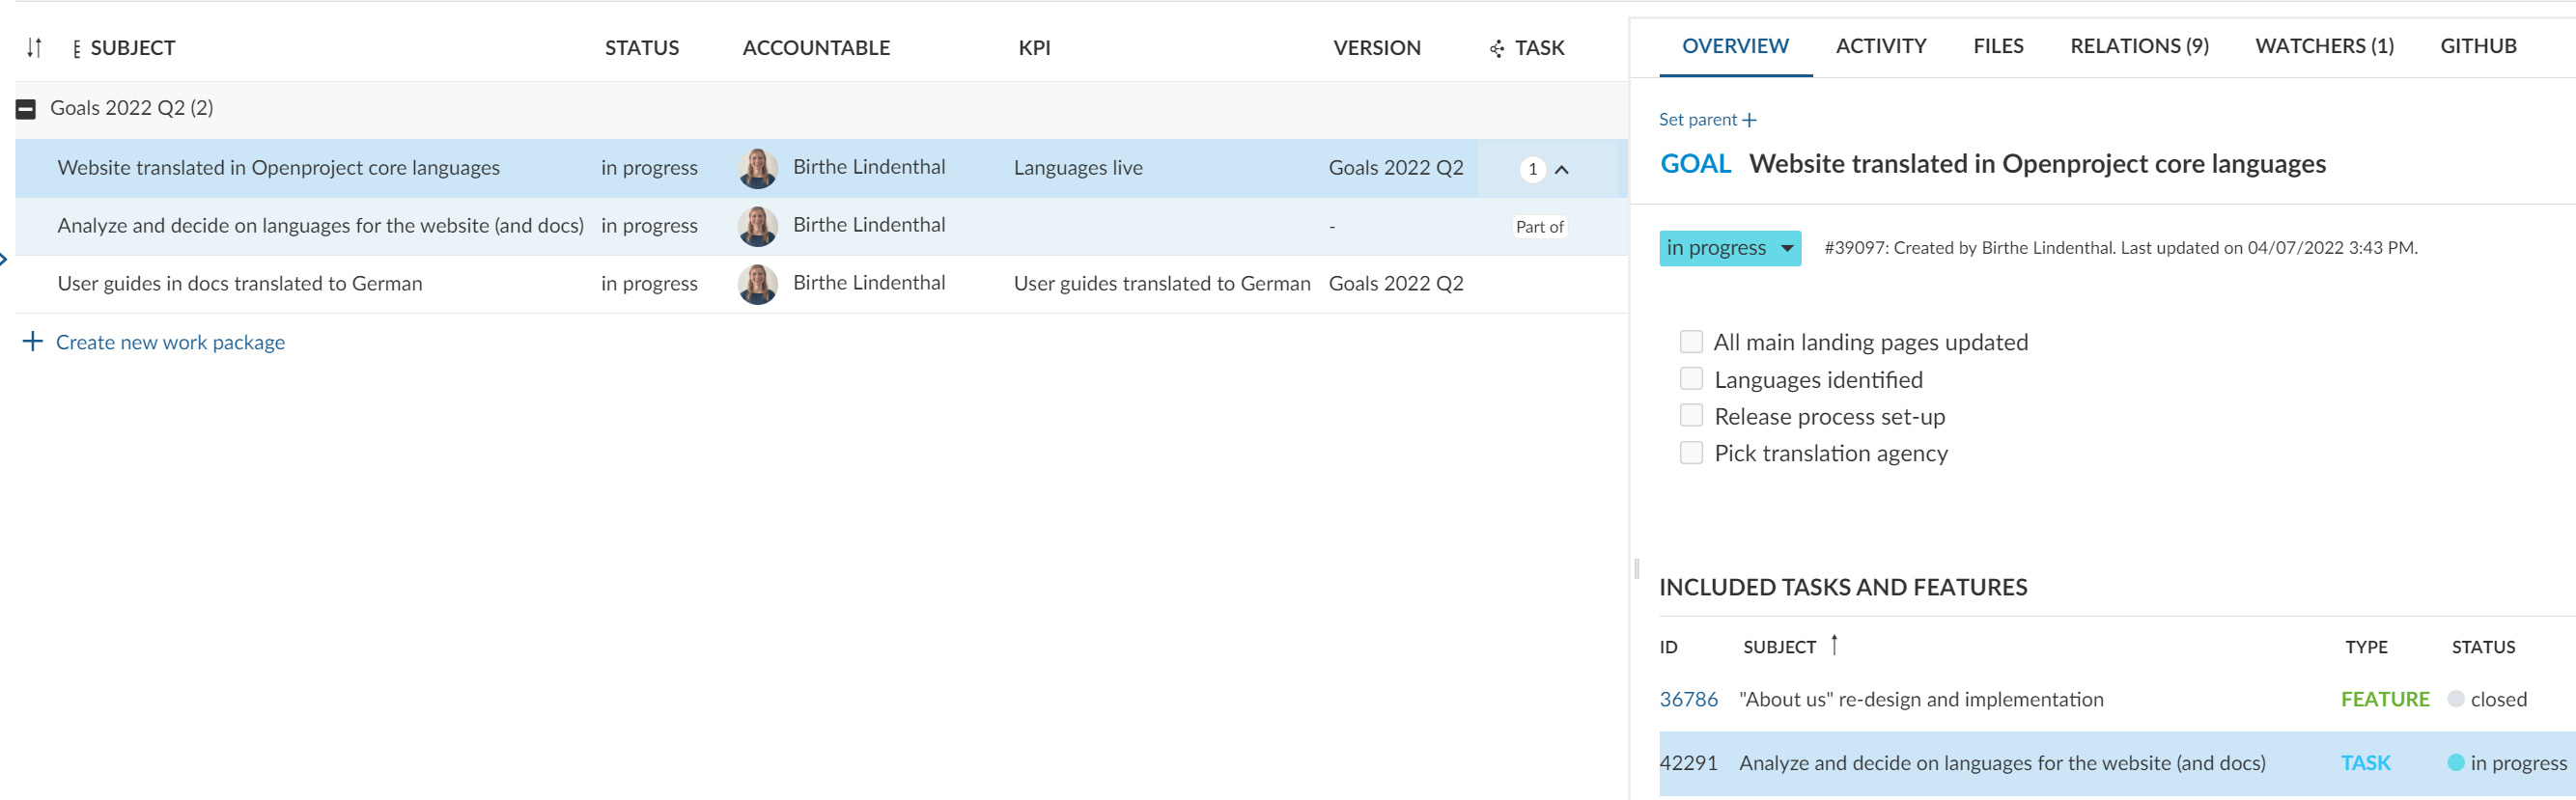 SUBJECT STATUS ACCOUNTABLE KPI VERSION TASK
Goals 2022 Q2 (2)
Website translated in Openproject core languages in progress Birthe Lindenthal Languages live Goals 2022 Q2 1
Analyze and decide on languages for the website (and docs) in progress Birthe Lindenthal - Part of
User guides in docs translated to German in progress Birthe Lindenthal User guides translated to German Goals 2022 Q2
+ Create new work package
OVERVIEW ACTIVITY FILES RELATIONS (9) WATCHERS (1) GITHUB
Set parent +
GOAL Website translated in Openproject core languages
in progress #39097: Created by Birthe Lindenthal. Last updated on 04/07/2022 3:43 PM.
All main landing pages updated
Languages identified
Release process set-up
Pick translation agency
INCLUDED TASKS AND FEATURES
ID SUBJECT TYPE STATUS
36786 "About us" re-design and implementation FEATURE closed
42291 Analyze and decide on languages for the website (and docs) TASK in progress